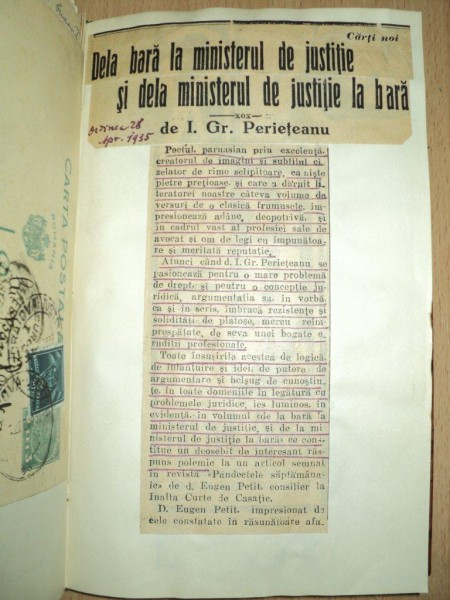 Cărți noi
Dela bară la ministerul de justiție
și dela ministerul de justiție la bară
—xox—
de I. Gr. Periețeanu
28
Apr. 1935
CARTA POSTALA
Poetul parnasian prin excelență,
creatorul de imagini și subtilul ci-
zelator de rime sclipitoare, ca niște
pietre prețioase și care a dăruit li-
teraturei noastre câteva volume de
versuri de o clasică frumusețe, im-
presionează adânc, deopotrivă, și
în cadrul vast al profesiei sale de
avocat și om de legi cu impunătoa-
re și meritată reputație.
Atunci când d. I. Gr. Periețeanu se
pasionează pentru o mare problemă
de drept și pentru o concepție ju-
ridică, argumentația sa, în vorbă,
ca și în scris, îmbracă rezistențe și
solidități de platoșe, mereu reîm-
prospătate, de seva unei bogate e-
rudiții profesionale.
Toate însușirile acestea de logică,
de înlănțuire și idei, de putere de
argumentare și belșug de cunoștin-
țe, în toate domeniile în legătură cu
problemele juridice, ies luminos, în
evidență, în volumul «de la bară la
ministerul de justiție, și de la mi-
nisterul de justiție la bară» ce con-
stitue un deosebit de interesant răs-
puns polemic la un articol semnat
în revista «Pandectele săptămâna-
le» de d. Eugen Petit, consilier la
Inalta Curte de Casație.
D. Eugen Petit, impresionat de
cele constatate în răsunătoare afa-